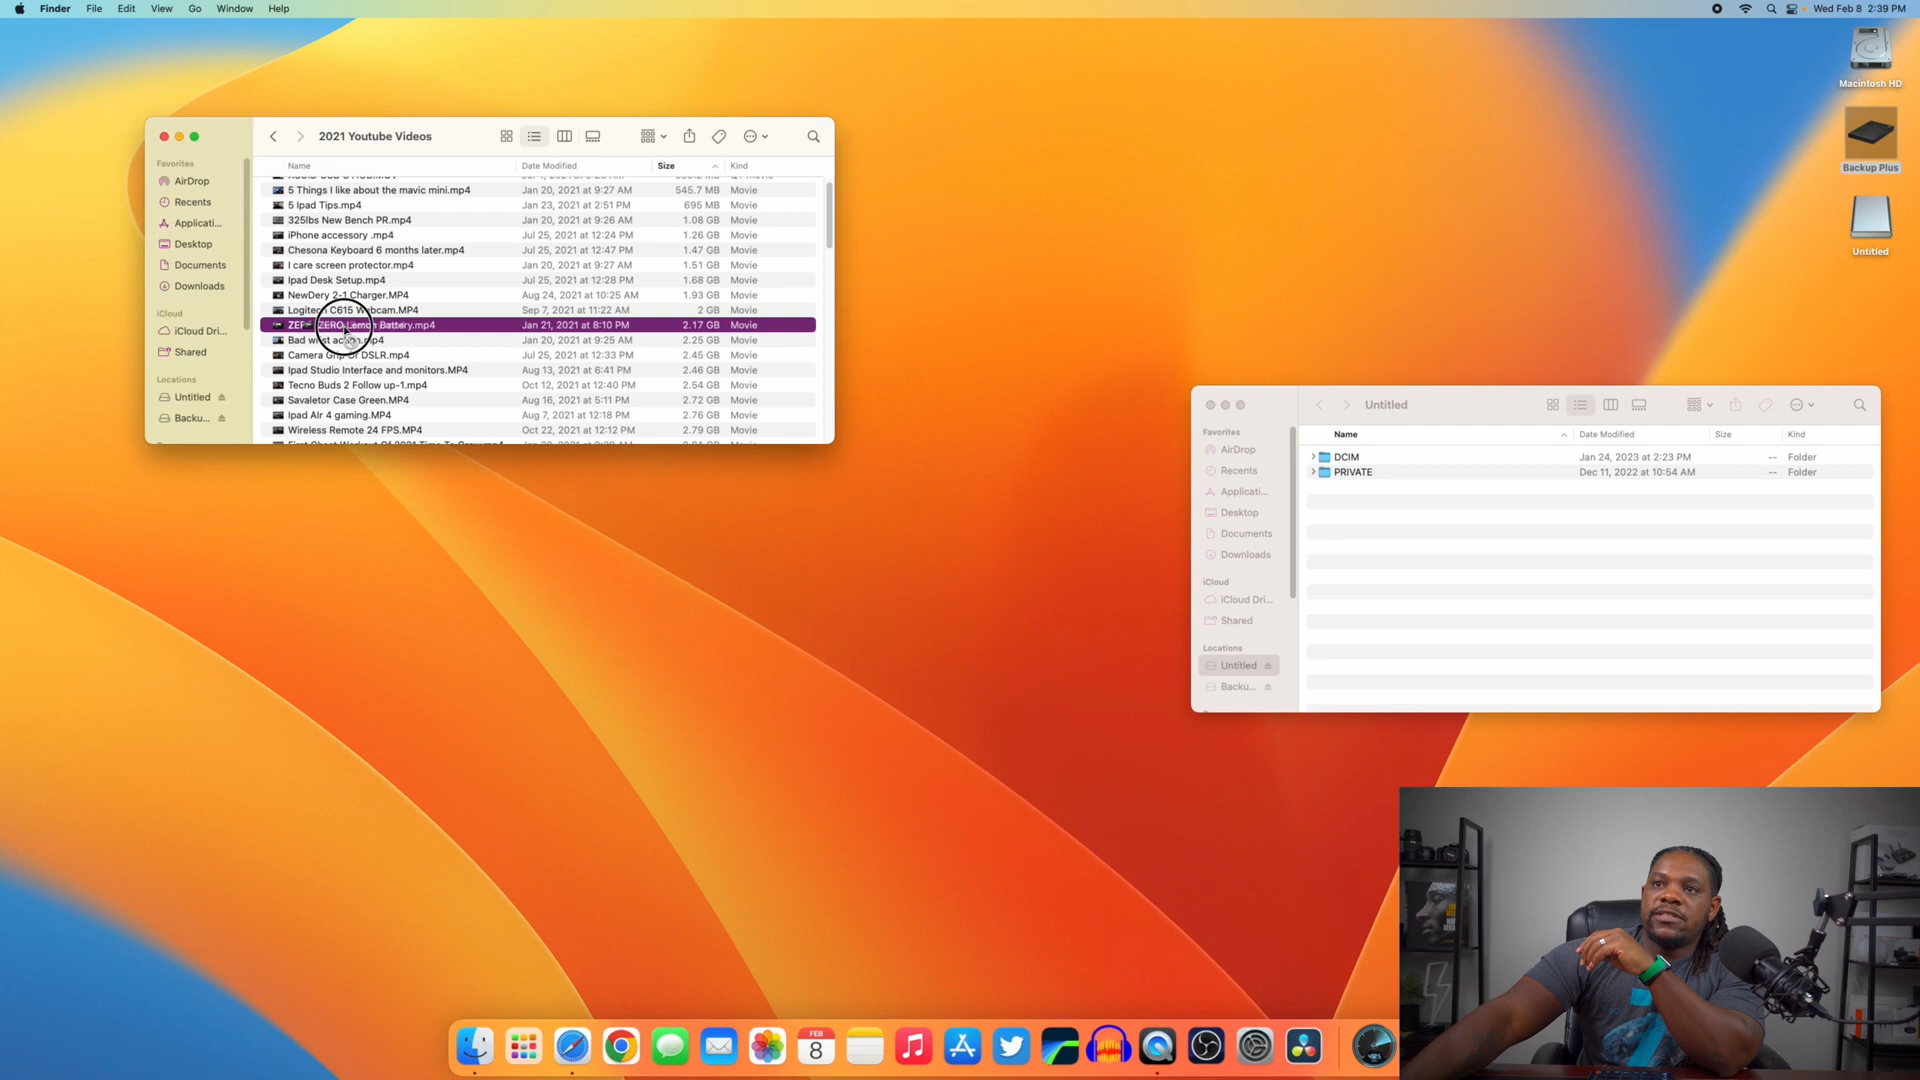 Finder File Edit View Go Window Help
Wed Feb 8 2:39 PM
Macintosh HD
Backup Plus
Untitled
2021 Youtube Videos
Favorites
AirDrop
Recents
Applicati...
Desktop
Documents
Downloads
iCloud
iCloud Dri...
Shared
Locations
Untitled
Backu...
Name Date Modified Size Kind
5 Things I like about the mavic mini.mp4 Jan 20, 2021 at 9:27 AM 545.7 MB Movie
5 Ipad Tips.mp4 Jan 23, 2021 at 2:51 PM 695 MB Movie
325lbs New Bench PR.mp4 Jan 20, 2021 at 9:26 AM 1.08 GB Movie
iPhone accessory .mp4 Jul 25, 2021 at 12:24 PM 1.26 GB Movie
Chesona Keyboard 6 months later.mp4 Jul 25, 2021 at 12:47 PM 1.47 GB Movie
I care screen protector.mp4 Jan 20, 2021 at 9:27 AM 1.51 GB Movie
Ipad Desk Setup.mp4 Jul 25, 2021 at 12:28 PM 1.68 GB Movie
NewDery 2-1 Charger.MP4 Aug 24, 2021 at 10:25 AM 1.93 GB Movie
Logitech C615 Webcam.MP4 Sep 7, 2021 at 11:22 AM 2 GB Movie
ZERO Lemon Battery.mp4 Jan 21, 2021 at 8:10 PM 2.17 GB Movie
Bad wrist action.mp4 Jan 20, 2021 at 9:25 AM 2.25 GB Movie
Camera Grip Of DSLR.mp4 Jul 25, 2021 at 12:33 PM 2.45 GB Movie
Ipad Studio Interface and monitors.MP4 Aug 13, 2021 at 6:41 PM 2.46 GB Movie
Tecno Buds 2 Follow up-1.mp4 Oct 12, 2021 at 12:40 PM 2.54 GB Movie
Savaletor Case Green.MP4 Aug 16, 2021 at 5:11 PM 2.72 GB Movie
Ipad AIr 4 gaming.MP4 Aug 7, 2021 at 12:18 PM 2.76 GB Movie
Wireless Remote 24 FPS.MP4 Oct 22, 2021 at 12:12 PM 2.79 GB Movie
Untitled
Favorites
AirDrop
Recents
Applicati...
Desktop
Documents
Downloads
iCloud
iCloud Dri...
Shared
Locations
Untitled
Backu...
Name Date Modified Size Kind
DCIM Jan 24, 2023 at 2:23 PM -- Folder
PRIVATE Dec 11, 2022 at 10:54 AM -- Folder
FEB
8